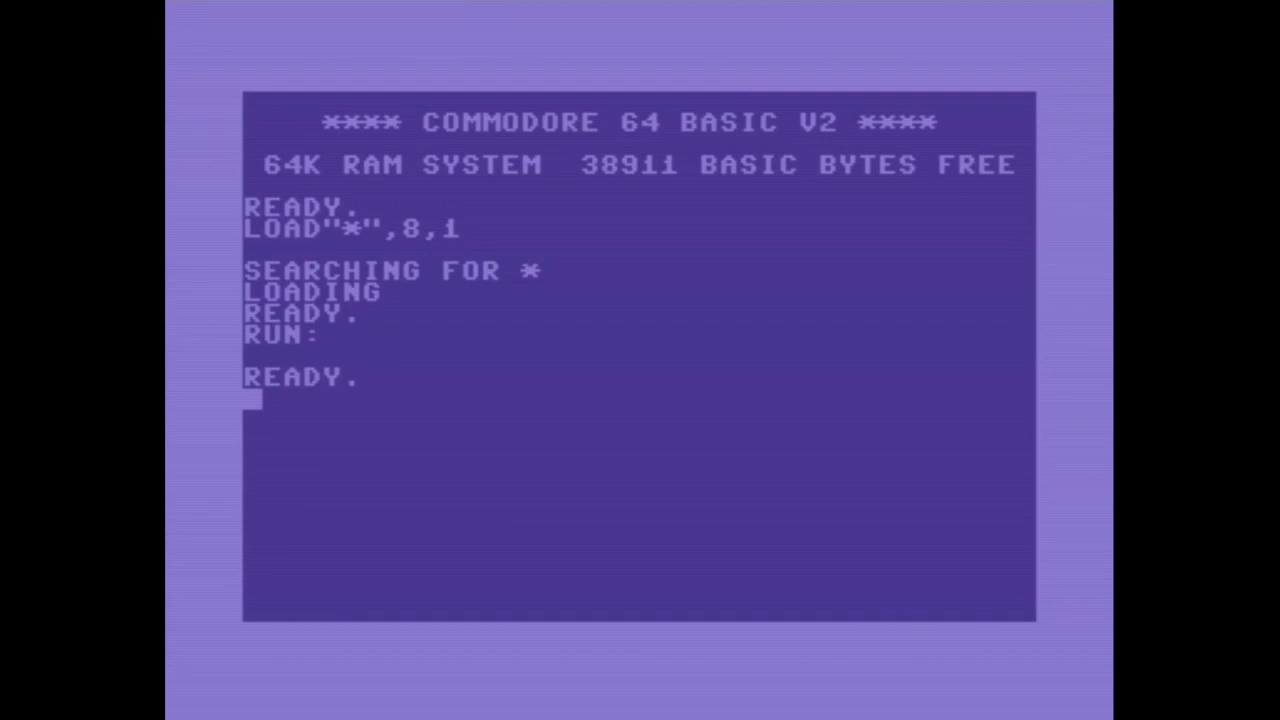 **** COMMODORE 64 BASIC V2 ****
64K RAM SYSTEM  38911 BASIC BYTES FREE
READY.
LOAD"*",8,1
SEARCHING FOR *
LOADING
READY.
RUN:
READY.